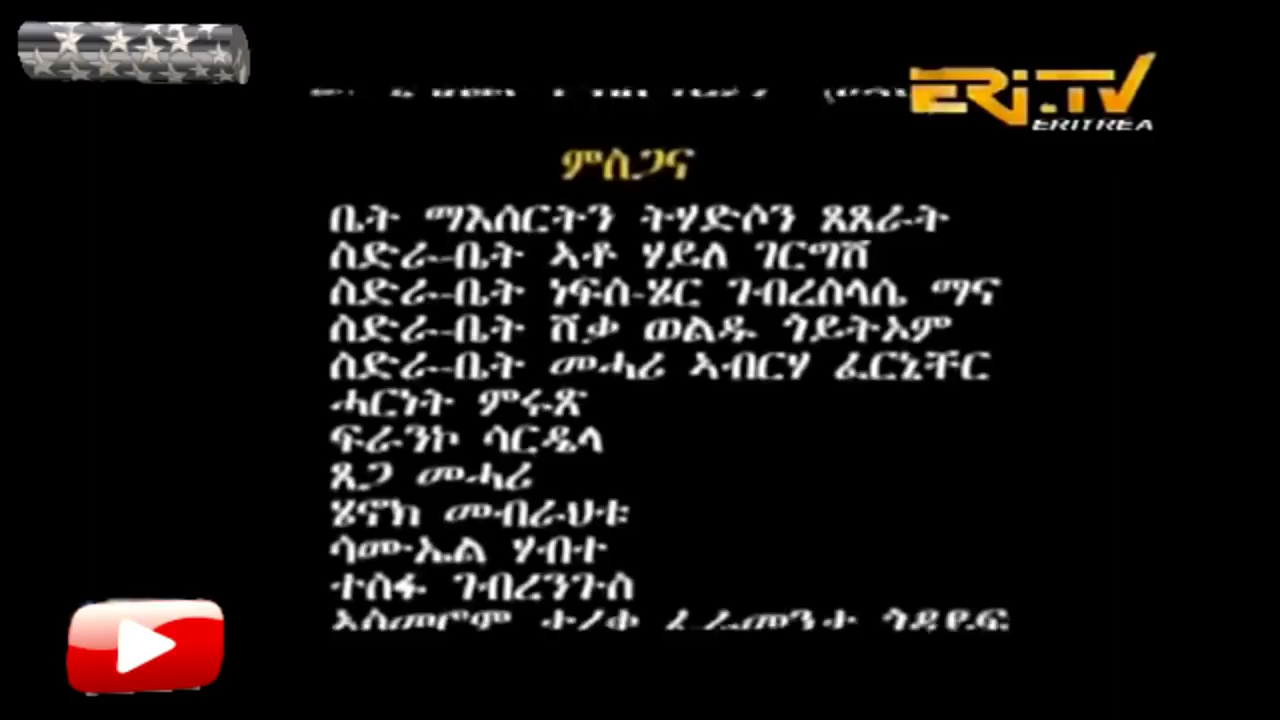 ERi.TV
ERITREA
ምስጋና
ቤት ማእሰርትን ትሃድሶን ጸጸራት
ስድራ-ቤት ኣቶ ሃይለ ገርግሽ
ስድራ-ቤት ነፍስ-ሄር ገብረስላሴ ማና
ስድራ-ቤት ሸቃ ወልዱ ጎይትኦም
ስድራ-ቤት መሓሪ ኣብርሃ ፈርኒቸር
ሓርነት ምሩጽ
ፍራንኮ ሳርዴላ
ጸጋ መሓሪ
ሄኖክ መብራህቱ
ሳሙኤል ሃብተ
ተስፋ ገብረንጉስ